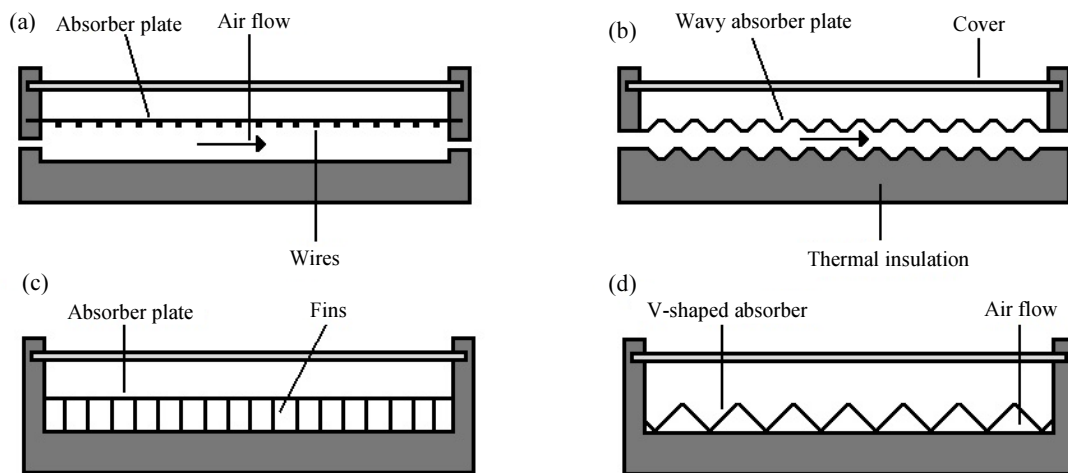 (a)
Absorber plate
Air flow
Wires
(b)
Wavy absorber plate
Cover
Thermal insulation
(c)
Absorber plate
Fins
(d)
V-shaped absorber
Air flow